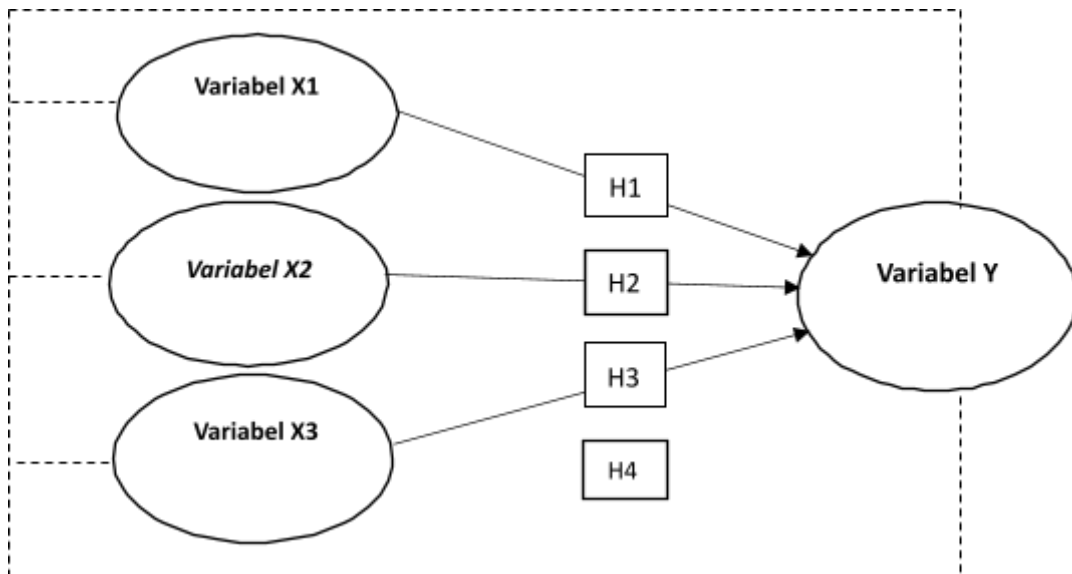 Variabel X1
H1
Variabel X2
H2
Variabel Y
H3
Variabel X3
H4